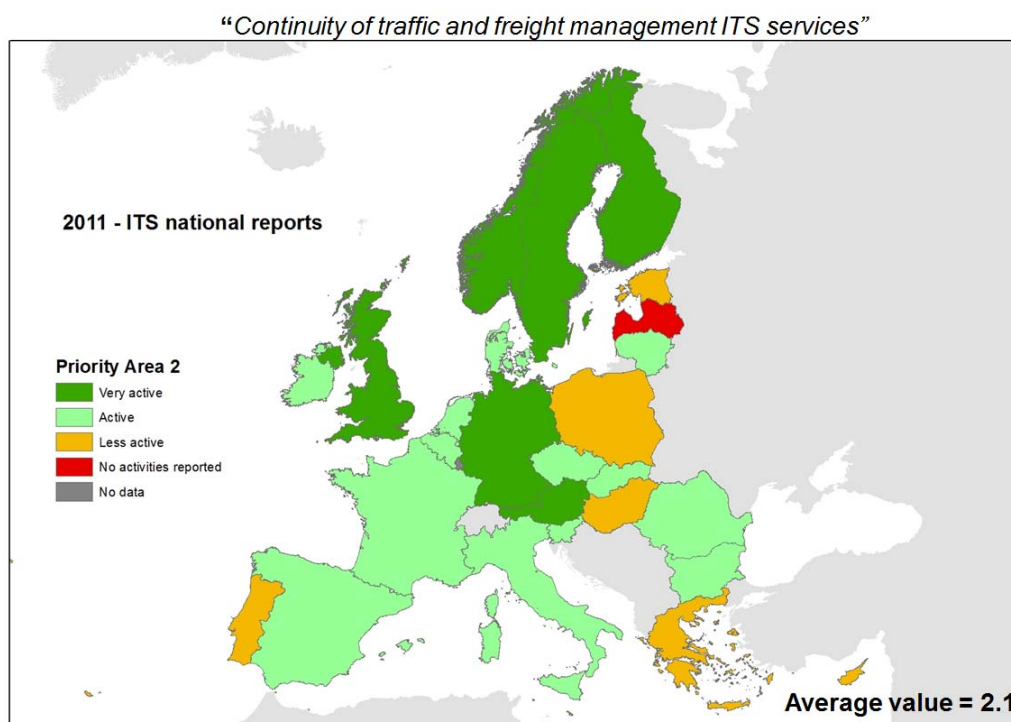 “Continuity of traffic and freight management ITS services”
2011 - ITS national reports
Priority Area 2
Very active
Active
Less active
No activities reported
No data
Average value = 2.1